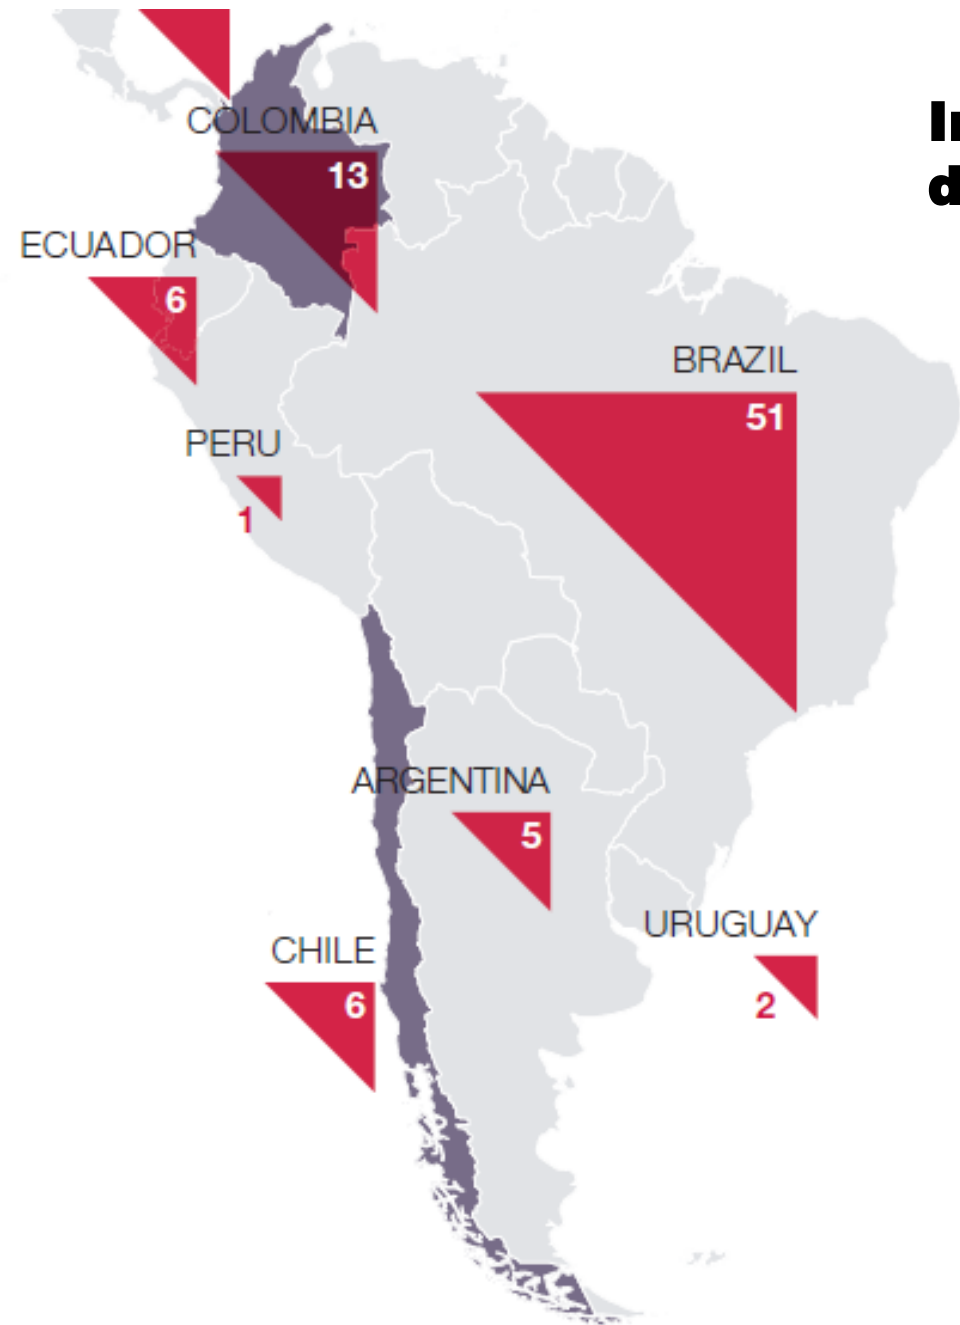 COLOMBIA
13
ECUADOR
6
BRAZIL
51
PERU
1
ARGENTINA
5
URUGUAY
2
CHILE
6